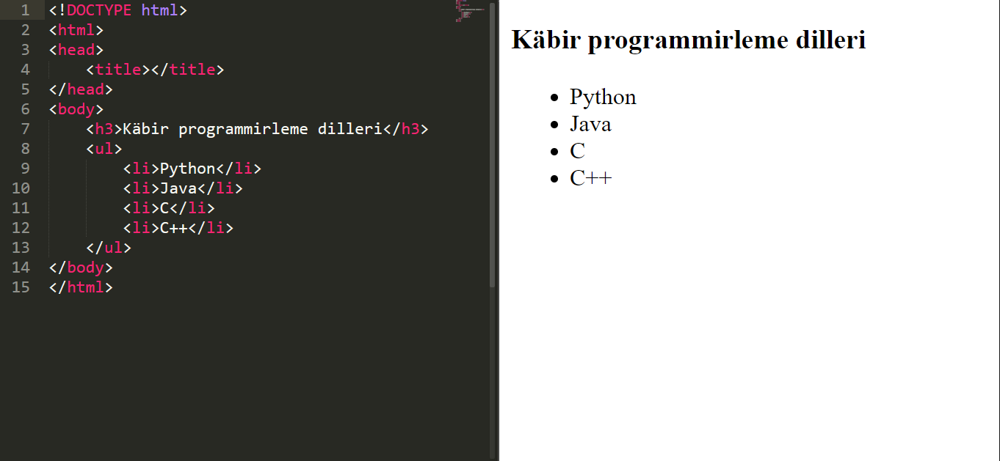 1 <!DOCTYPE html>
2 <html>
3 <head>
4     <title></title>
5 </head>
6 <body>
7     <h3>Käbir programmirleme dilleri</h3>
8     <ul>
9         <li>Python</li>
10         <li>Java</li>
11         <li>C</li>
12         <li>C++</li>
13     </ul>
14 </body>
15 </html>
Käbir programmirleme dilleri
• Python
• Java
• C
• C++